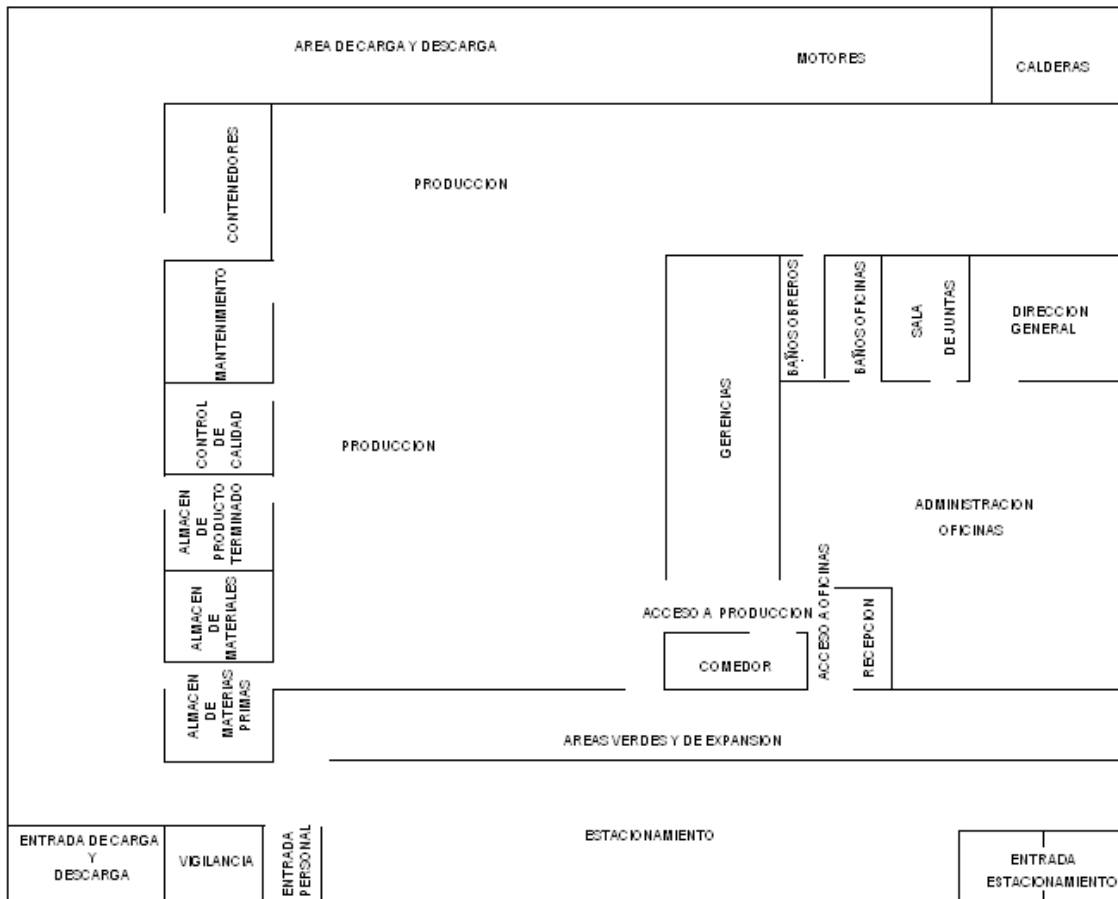 AREA DE CARGA Y DESCARGA
MOTORES
CALDERAS
CONTENEDORES
PRODUCCION
MANTENIMIENTO
BAÑOS OBREROS
BAÑOS OFICINAS
SALA
DE JUNTAS
DIRECCION
GENERAL
CONTROL
DE
CALIDAD
PRODUCCION
GERENCIAS
ALMACEN
DE
PRODUCTO
TERMINADO
ADMINISTRACION
OFICINAS
ALMACEN
DE
MATERIALES
ACCESO A PRODUCCION
ACCESO A OFICINAS
RECEPCION
COMEDOR
ALMACEN
DE
MATERIAS
PRIMAS
AREAS VERDES Y DE EXPANSION
ENTRADA DE CARGA
Y
DESCARGA
VIGILANCIA
ENTRADA
PERSONAL
ESTACIONAMIENTO
ENTRADA
ESTACIONAMIENTO